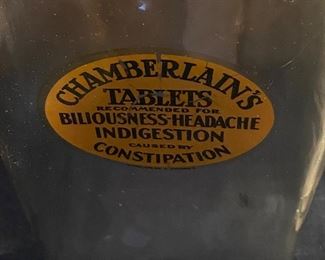 CHAMBERLAIN'S
TABLETS
RECOMMENDED FOR
BILIOUSNESS-HEADACHE
INDIGESTION
CAUSED BY
CONSTIPATION